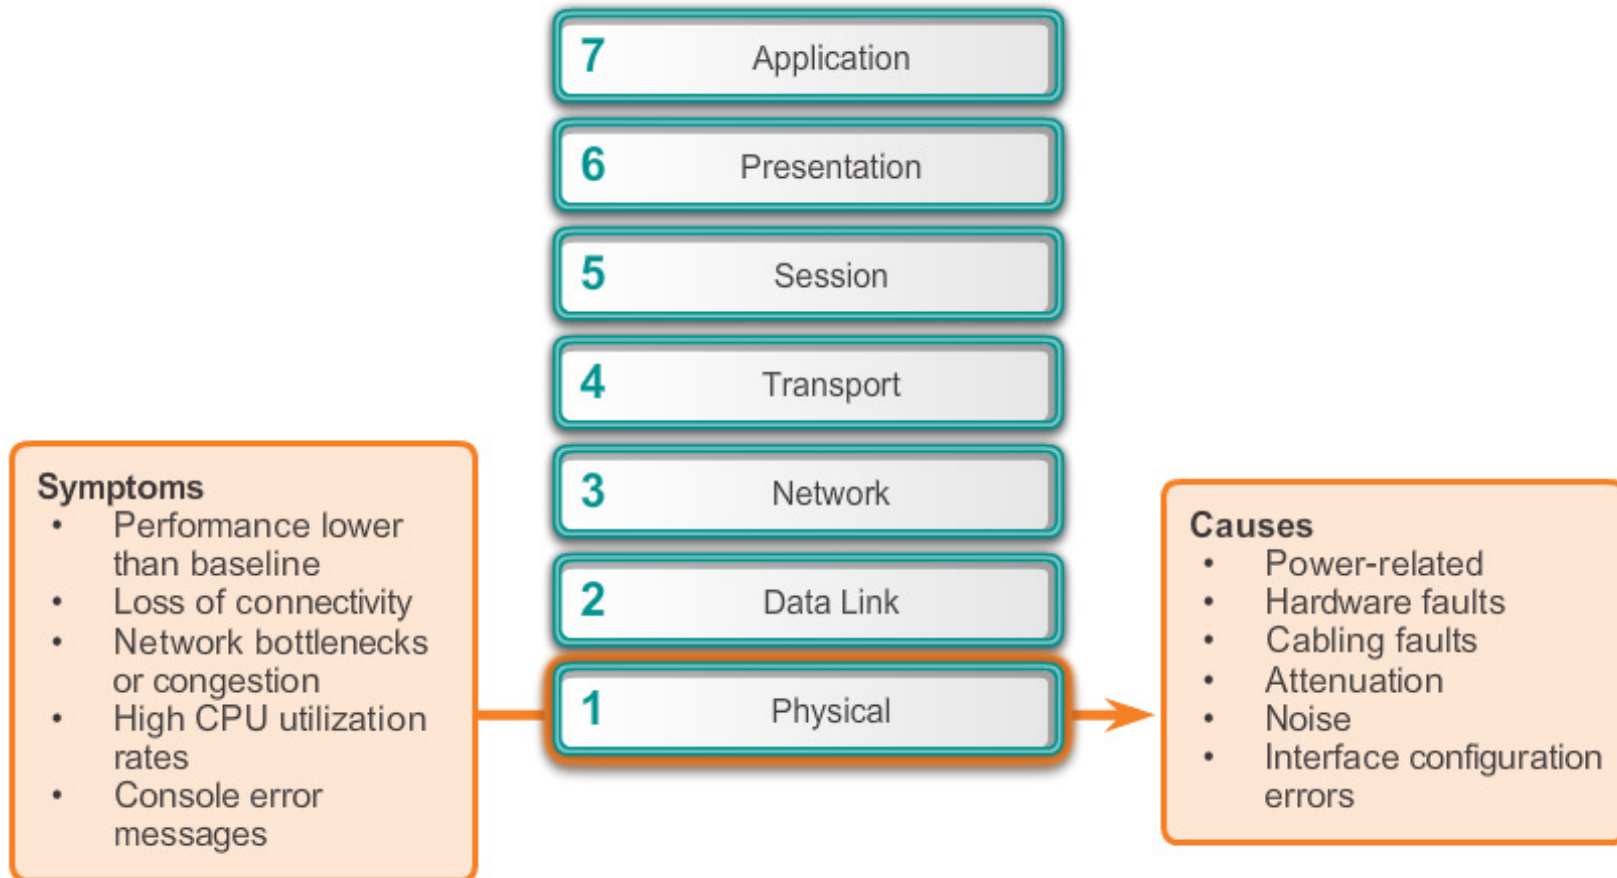 7 Application
6 Presentation
5 Session
4 Transport
3 Network
2 Data Link
1 Physical
Symptoms
• Performance lower
than baseline
• Loss of connectivity
• Network bottlenecks
or congestion
• High CPU utilization
rates
• Console error
messages
Causes
• Power-related
• Hardware faults
• Cabling faults
• Attenuation
• Noise
• Interface configuration
errors